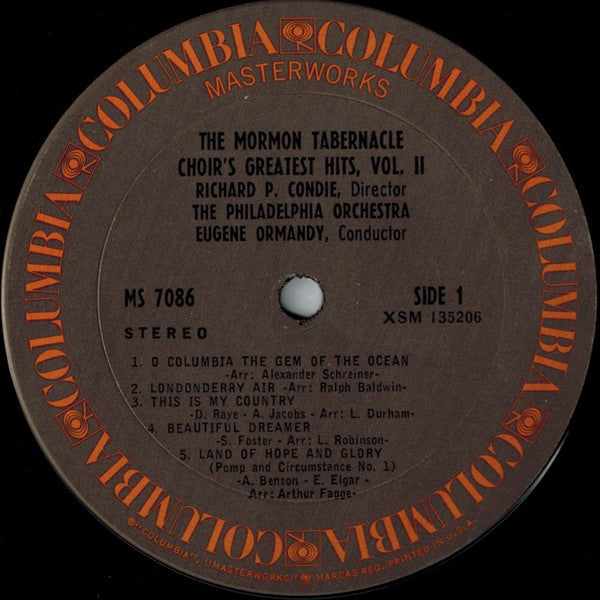 COLUMBIA COLUMBIA COLUMBIA COLUMBIA COLUMBIA COLUMBIA
MASTERWORKS
THE MORMON TABERNACLE
CHOIR'S GREATEST HITS, VOL. II
RICHARD P. CONDIE, Director
THE PHILADELPHIA ORCHESTRA
EUGENE ORMANDY, Conductor
MS 7086
SIDE 1
XSM 135206
STEREO
1. O COLUMBIA THE GEM OF THE OCEAN
-Arr: Alexander Schreiner-
2. LONDONDERRY AIR -Arr: Ralph Baldwin-
3. THIS IS MY COUNTRY
-D. Raye - A. Jacobs - Arr: L. Durham-
4. BEAUTIFUL DREAMER
-S. Foster - Arr: L. Robinson-
5. LAND OF HOPE AND GLORY
(Pomp and Circumstance No. 1)
-A. Benson - E. Elgar -
Arr: Arthur Fagge-
®"COLUMBIA", "MASTERWORKS" MARCAS REG. PRINTED IN U.S.A.